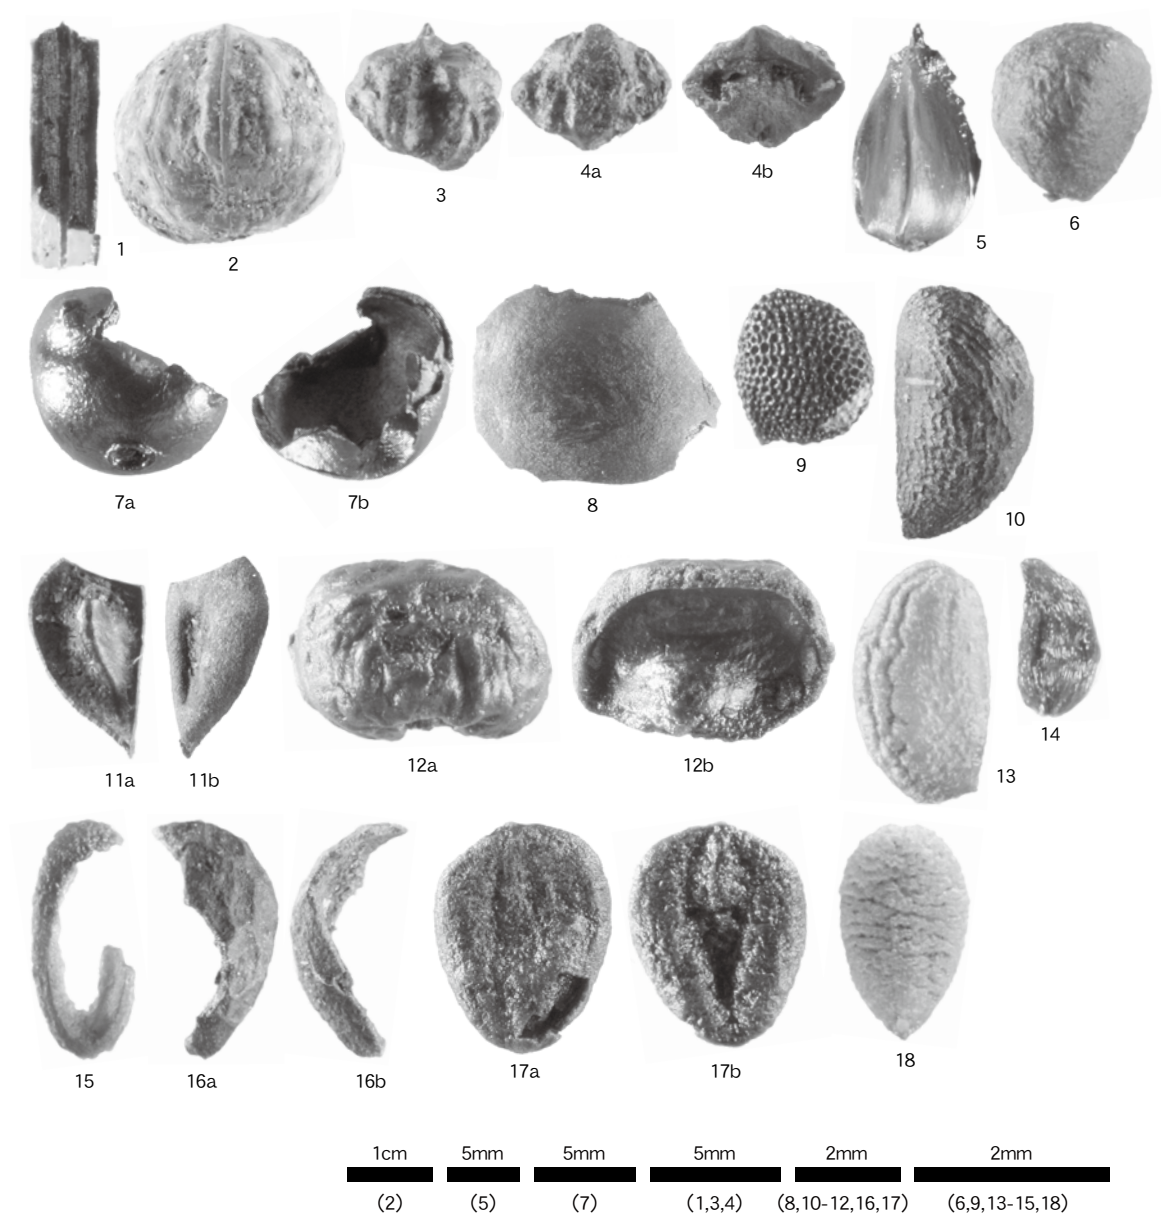 1
2
3
4a
4b
5
6
7a
7b
8
9
10
11a
11b
12a
12b
13
14
15
16a
16b
17a
17b
18
1cm 5mm 5mm 5mm 2mm 2mm
(2) (5) (7) (1,3,4) (8,10-12,16,17) (6,9,13-15,18)